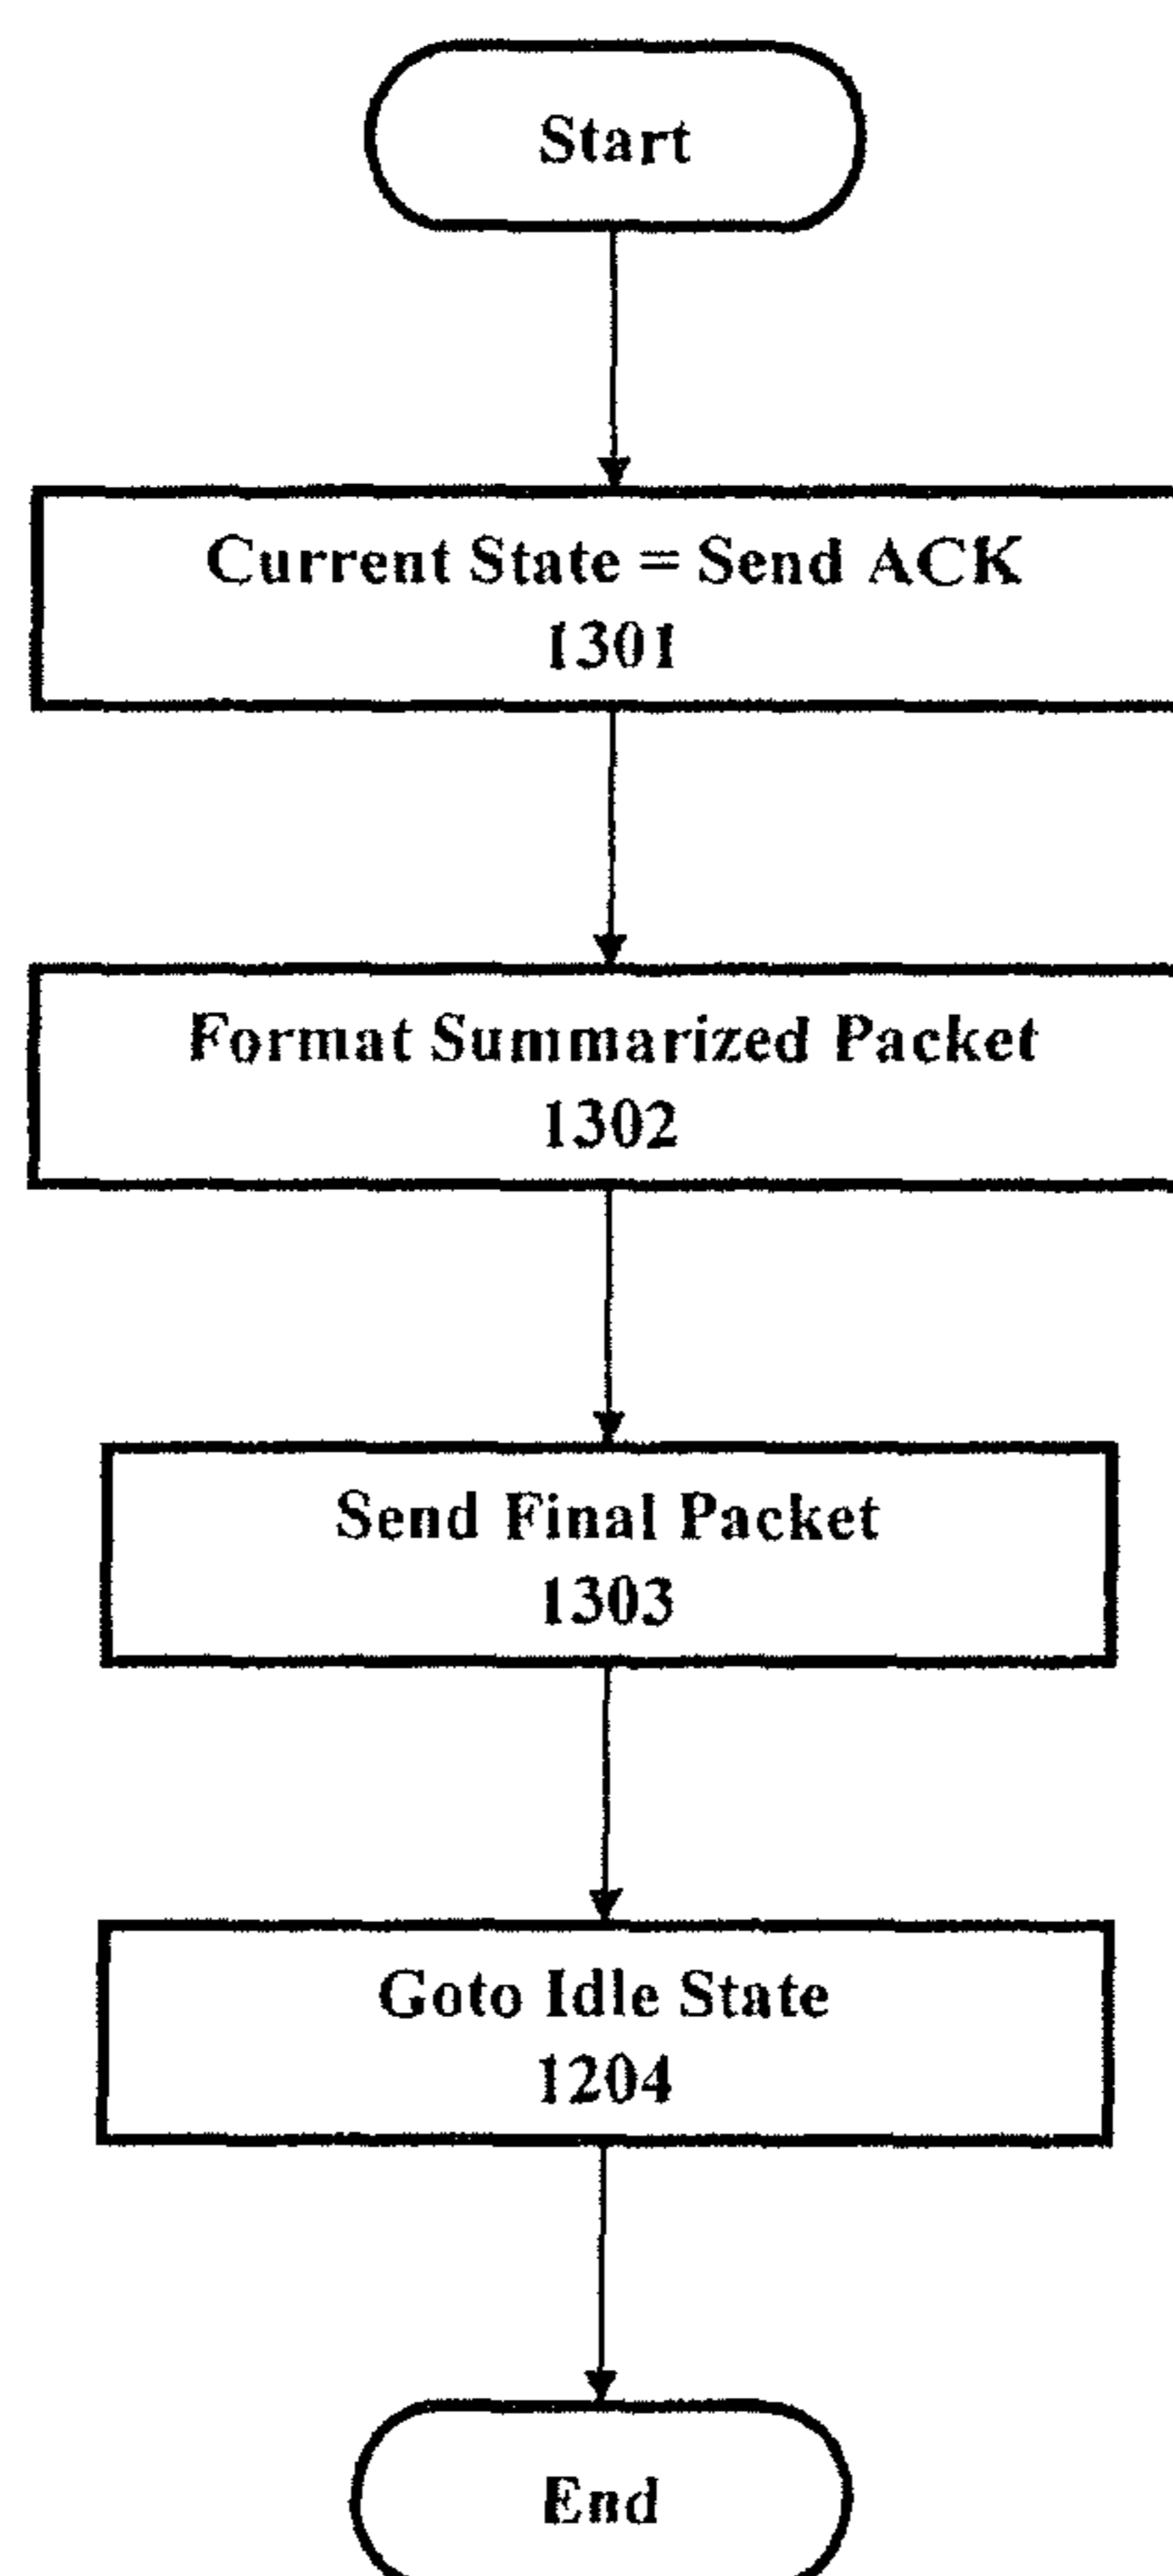 Start
Current State = Send ACK
1301
Format Summarized Packet
1302
Send Final Packet
1303
Goto Idle State
1204
End